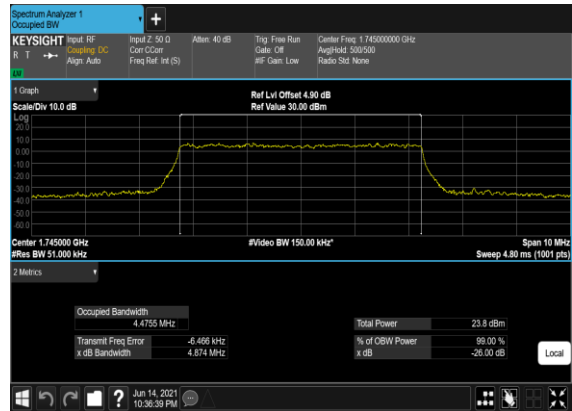 Spectrum Analyzer 1
Occupied BW
KEYSIGHT
R T
Input: RF
Coupling: DC
Align: Auto
Input Z: 50 Ω
Corr CCorr
Freq Ref: Int (S)
Atten: 40 dB
Trig: Free Run
Gate: Off
#IF Gain: Low
Center Freq: 1.745000000 GHz
Avg|Hold: 500/500
Radio Std: None
1 Graph
Scale/Div 10.0 dB
Ref Lvl Offset 4.90 dB
Ref Value 30.00 dBm
Log
20.0
10.0
0.00
-10.0
-20.0
-30.0
-40.0
-50.0
-60.0
Center 1.745000 GHz
#Res BW 51.000 kHz
#Video BW 150.00 kHz*
Span 10 MHz
Sweep 4.80 ms (1001 pts)
2 Metrics
Occupied Bandwidth
4.4755 MHz
Transmit Freq Error -6.466 kHz
x dB Bandwidth 4.874 MHz
Total Power 23.8 dBm
% of OBW Power 99.00 %
x dB -26.00 dB
Local
?
Jun 14, 2021
10:36:39 PM